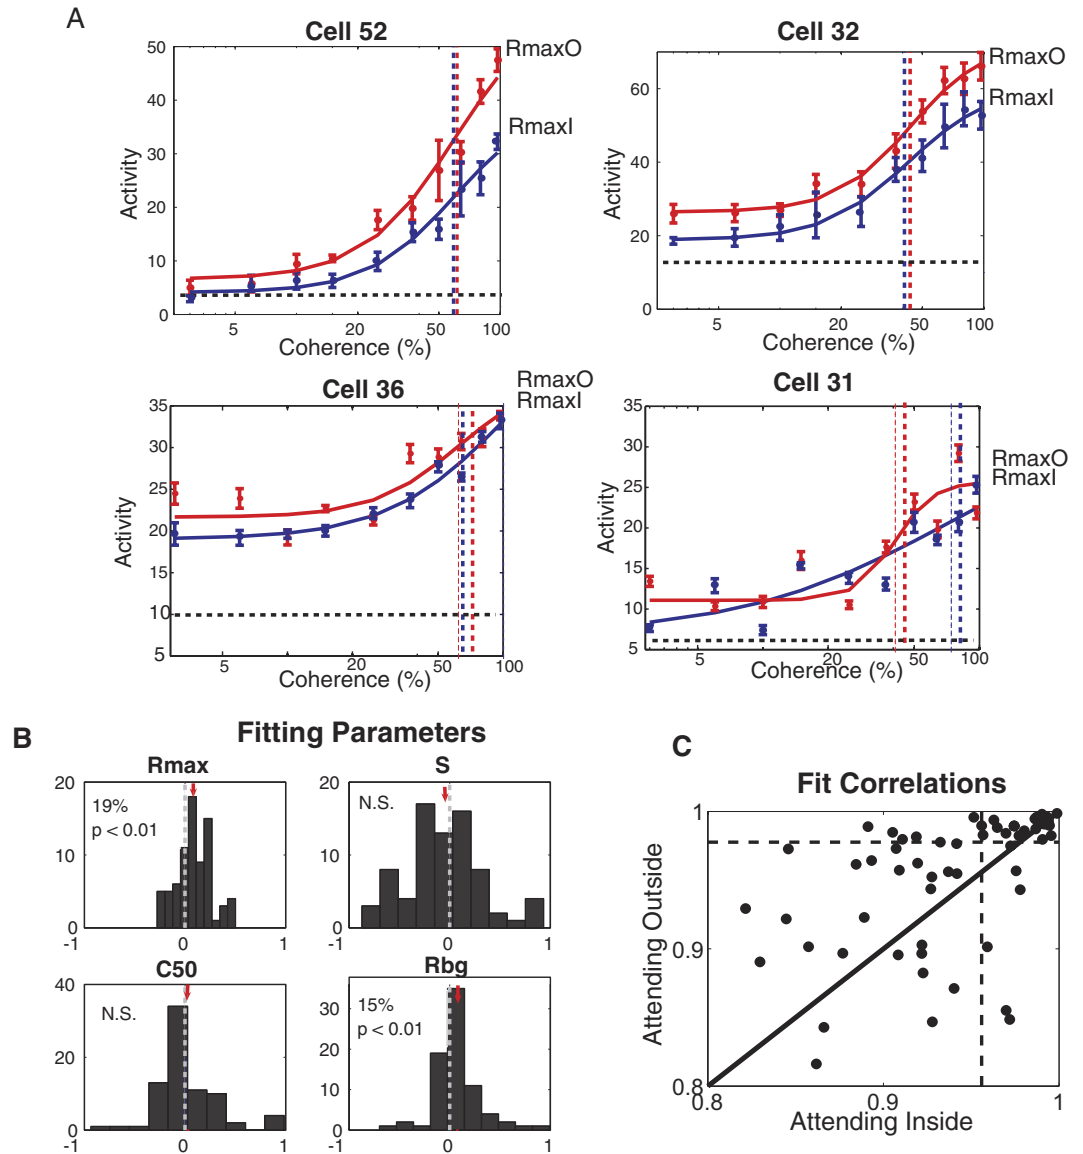 A
Cell 52
50
40
30
20
10
0
Activity
5
20
50
100
Coherence (%)
RmaxO
RmaxI
Cell 32
60
40
20
0
Activity
5
20
50
100
Coherence (%)
RmaxO
RmaxI
Cell 36
35
30
25
20
15
10
5
Activity
5
20
50
100
Coherence (%)
RmaxO
RmaxI
Cell 31
35
30
25
20
15
10
5
Activity
5
20
50
100
Coherence (%)
RmaxO
RmaxI
B
Fitting Parameters
Rmax
20
10
0
19%
p < 0.01
-1
0
1
S
20
10
0
N.S.
-1
0
1
C50
40
20
0
N.S.
-1
0
1
Rbg
30
20
10
0
15%
p < 0.01
-1
0
1
C
Fit Correlations
1
0.9
0.8
Attending Outside
0.8
0.9
1
Attending Inside